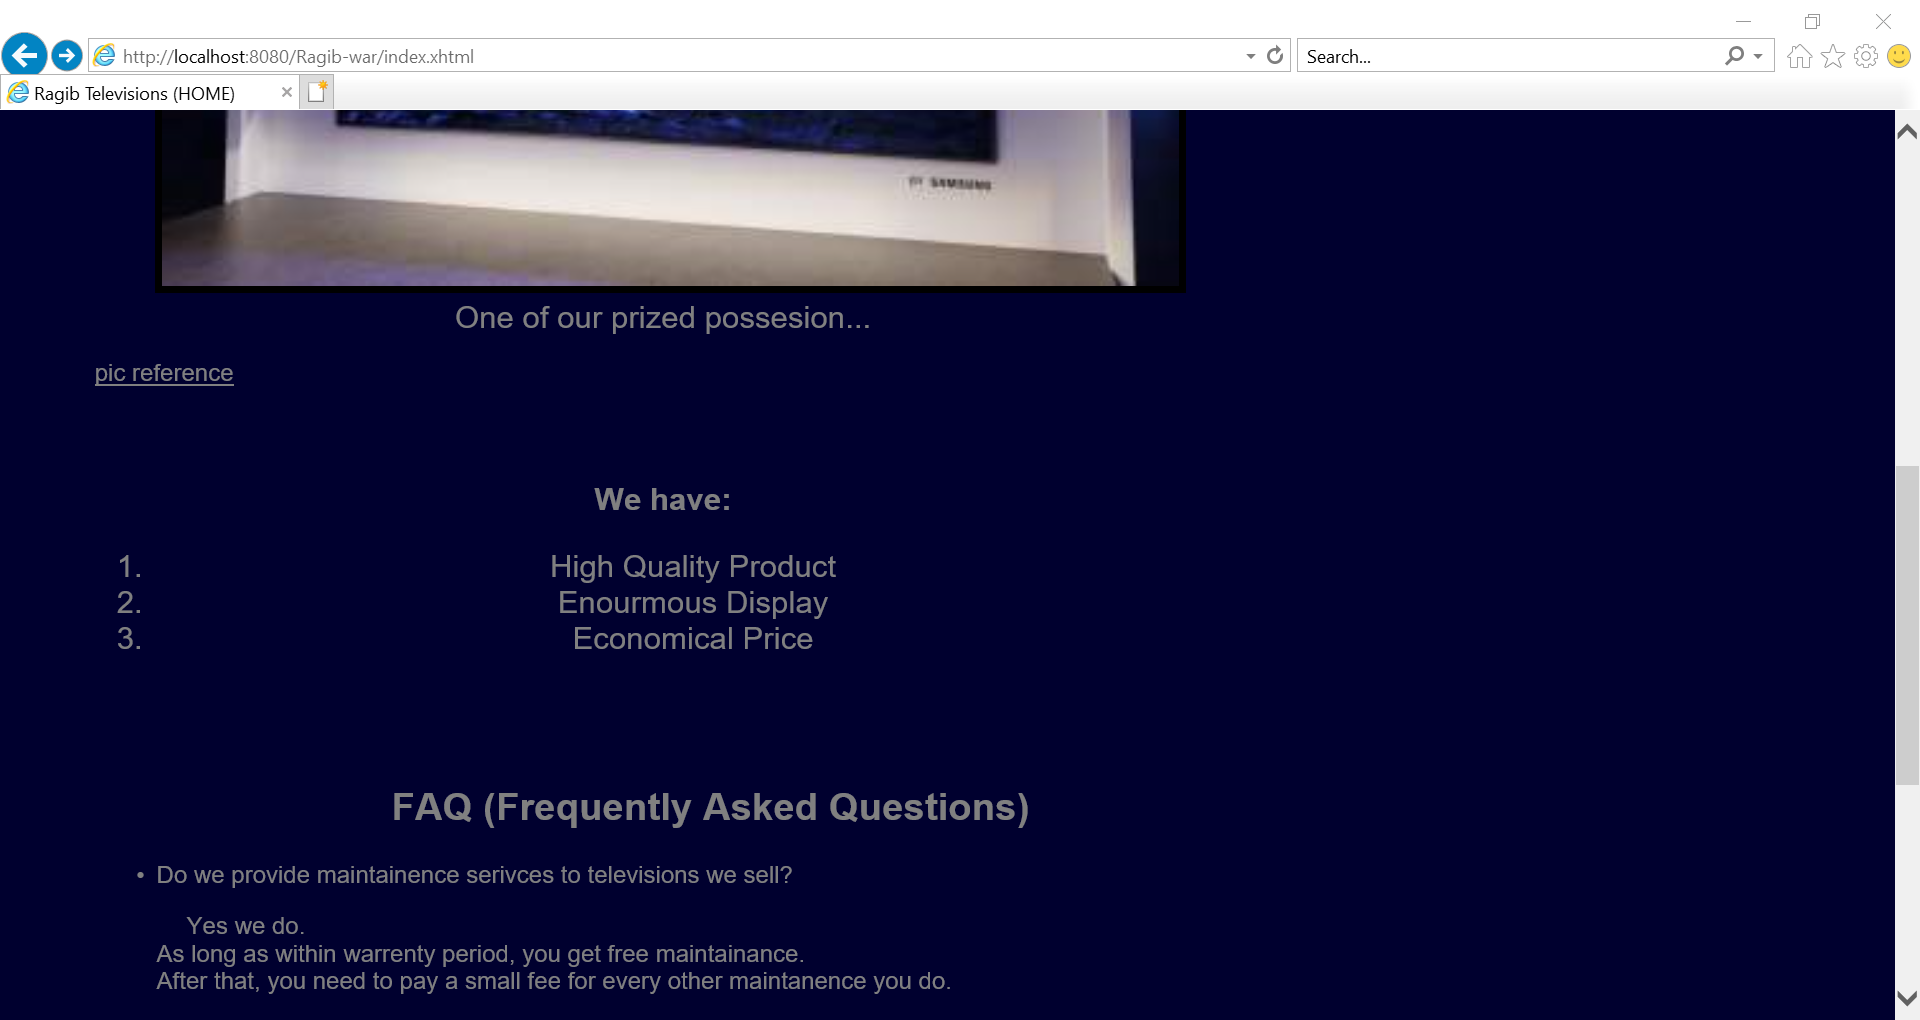 http://localhost:8080/Ragib-war/index.xhtml
Search...
Ragib Televisions (HOME)
BY SAMSUNG
One of our prized possesion...
pic reference
We have:
1. High Quality Product
2. Enourmous Display
3. Economical Price
FAQ (Frequently Asked Questions)
• Do we provide maintainence serivces to televisions we sell?
Yes we do.
As long as within warrenty period, you get free maintainance.
After that, you need to pay a small fee for every other maintanence you do.